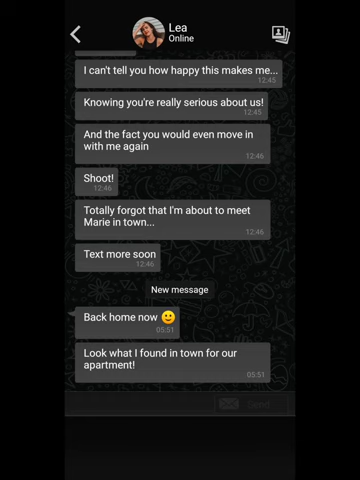 Lea
Online
I can't tell you how happy this makes me...
12:45
Knowing you're really serious about us!
12:45
And the fact you would even move in
with me again
12:46
Shoot!
12:46
Totally forgot that I'm about to meet
Marie in town...
12:46
Text more soon
12:46
New message
Back home now 🙂
05:51
Look what I found in town for our
apartment!
05:51
Send